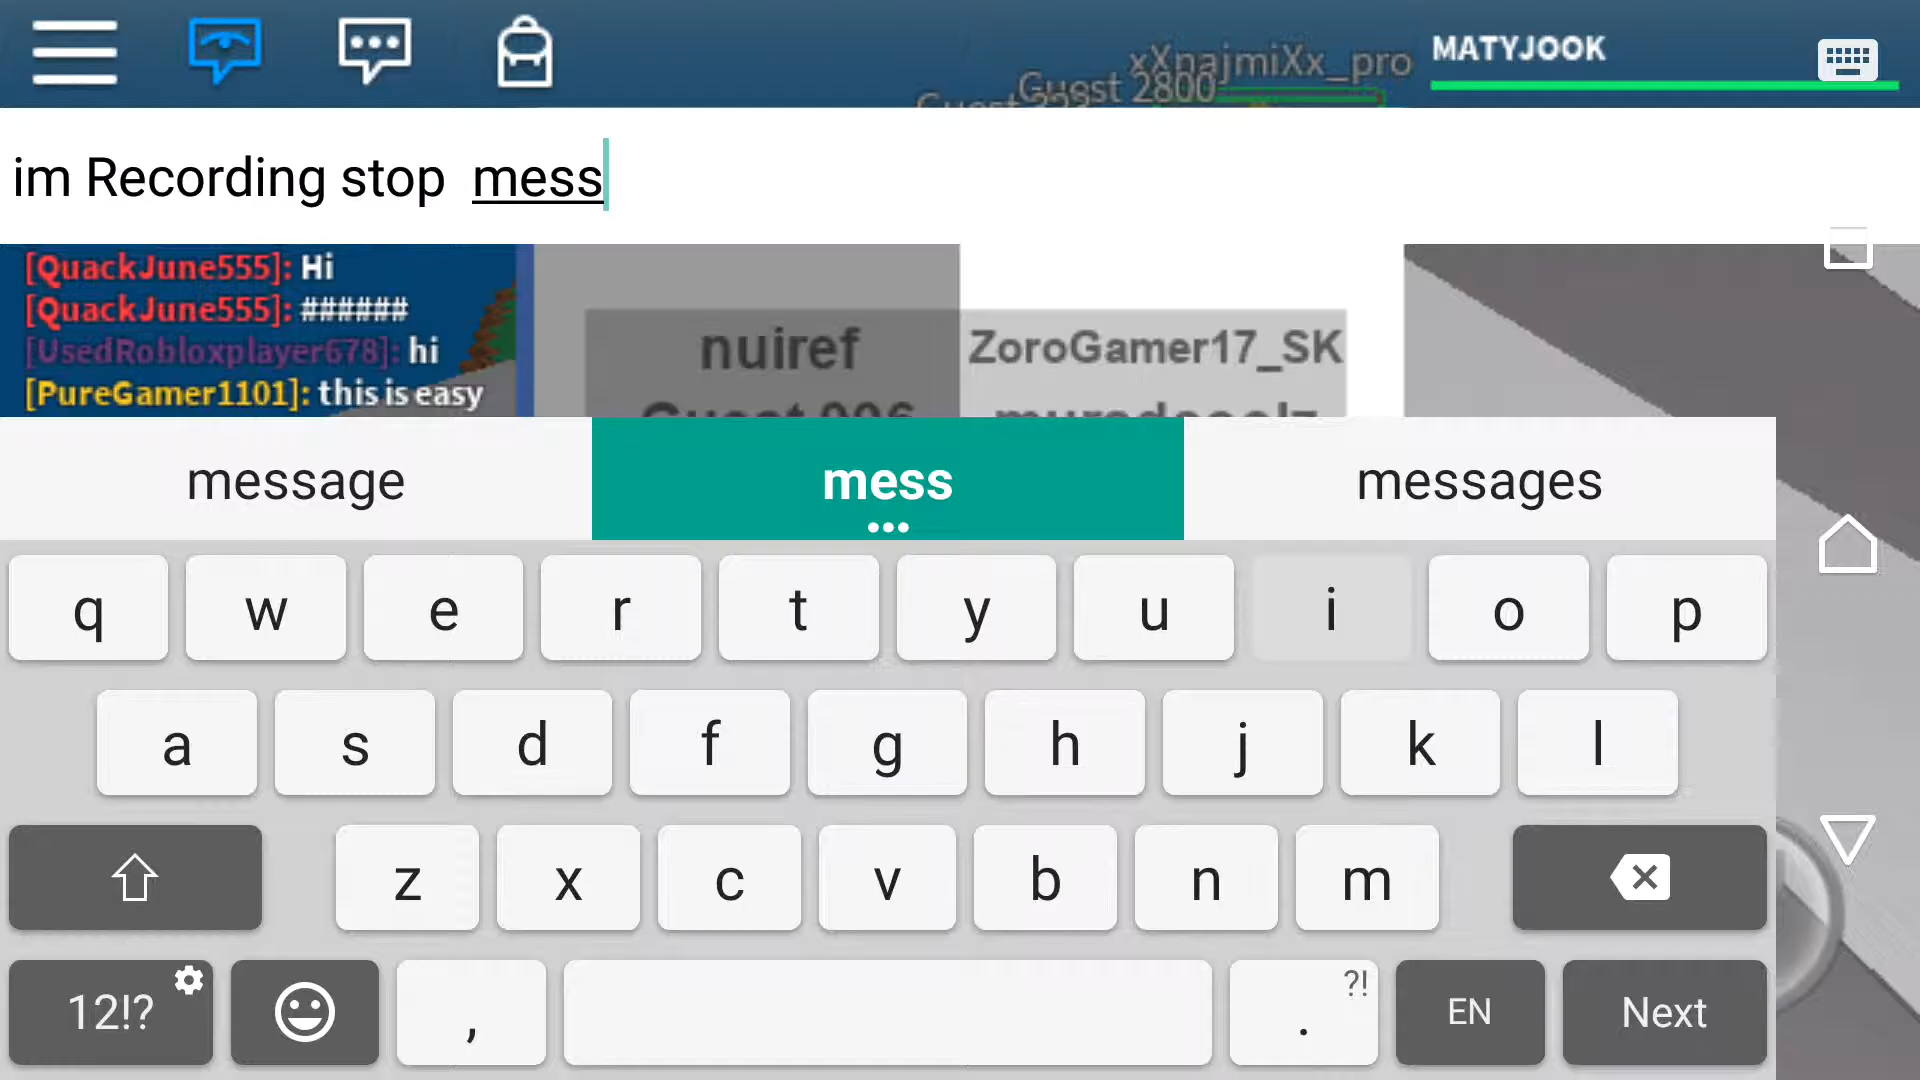 xXnajmiXx_pro MATYJOOK
Guest 2800
im Recording stop  mess
[QuackJune555]: Hi
[QuackJune555]: ######
[UsedRobloxplayer678]: hi
[PureGamer1101]: this is easy
nuiref ZoroGamer17_SK
message mess messages
q w e r t y u i o p
a s d f g h j k l
z x c v b n m
12!? , . ?! EN Next